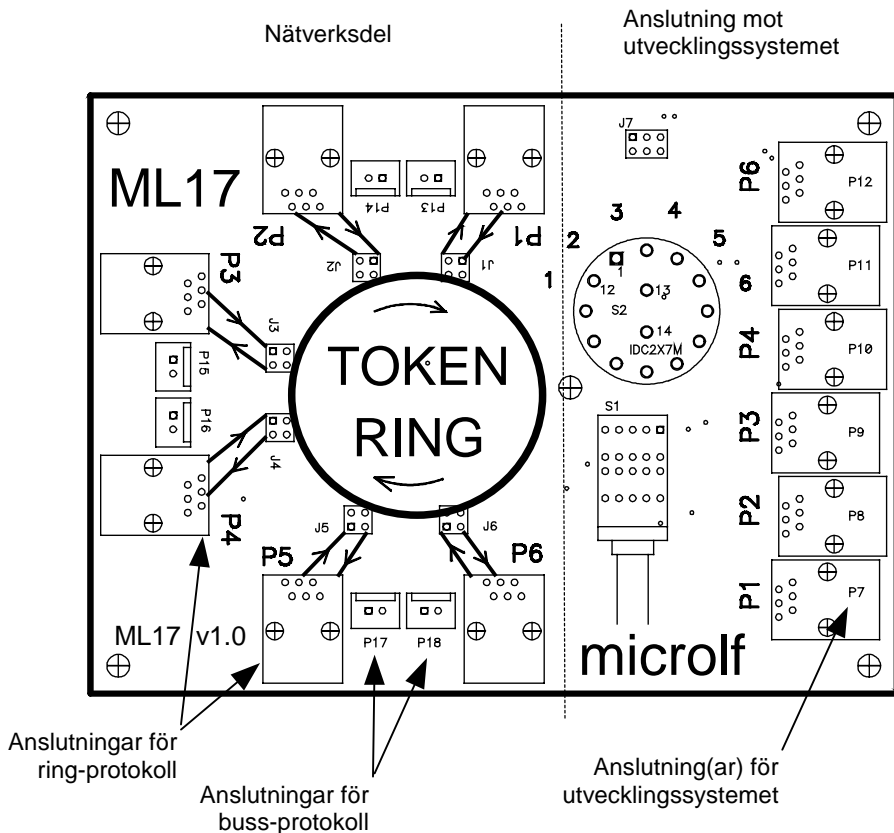 Nätverksdel
Anslutning mot
utvecklingssystemet
ML17
P2
P14
P13
P1
J7
P6
P12
3
4
2
5
1
1
12
13
S2
14
IDC2X7M
6
P11
P3
J2
J1
J3
P15
P16
J4
TOKEN
RING
P4
P10
S1
P3
P9
P4
J5
J6
P5
P6
P2
P8
P1
P7
ML17 v1.0
P17
P18
microlf
Anslutningar för
ring-protokoll
Anslutningar för
buss-protokoll
Anslutning(ar) för
utvecklingssystemet